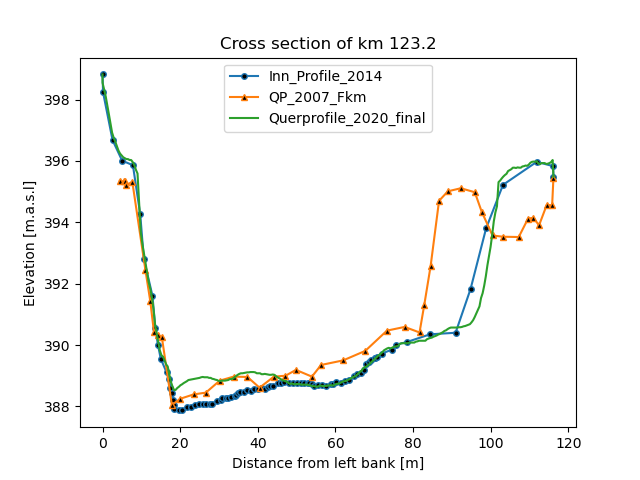 Cross section of km 123.2
Inn_Profile_2014
QP_2007_Fkm
Querprofile_2020_final
Elevation [m.a.s.l]
398
396
394
392
390
388
0 20 40 60 80 100 120
Distance from left bank [m]